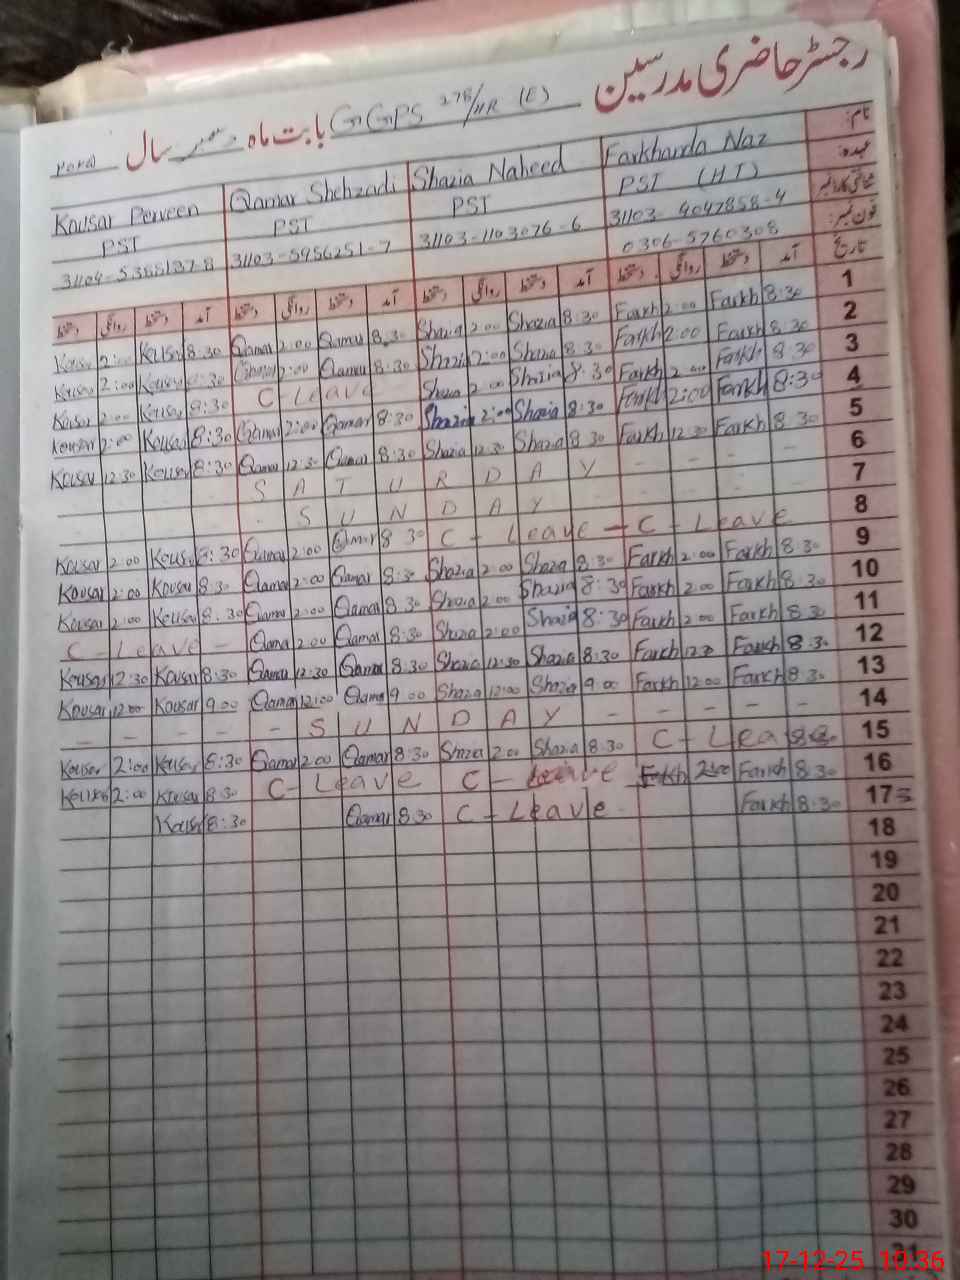 رجسٹر حاضری مدرسین
بابت ماه GGPS 278/HR (E)
دسمبر سال
نام: Farkhanda Naz Shazia Naheed Qamar Shehzadi Kousar Perveen
عہدہ: PST (HT) PST PST PST
شناختی کارڈ نمبر 31103-4047858-4 31103-1103076-6 31103-5956251-7
فون نمبر: 0306-5760308
تاریخ آمد دستخط روانگی دستخط آمد دستخط روانگی دستخط آمد دستخط روانگی دستخط آمد دستخط روانگی دستخط
Kousar 2:00 Kousar 8:30 Qamar 2:00 Qamar 8:30 Shazia 2:00 Shazia 8:30 Farkh 2:00 Farkh 8:30 1
Kousar 2:00 Kousar 8:30 Qamar 2:00 Qamar 8:30 Shazia 2:00 Shazia 8:30 Farkh 2:00 Farkh 8:30 2
Kousar 2:00 Kousar 8:30 C-Leave Shazia 2:00 Shazia 8:30 Farkh 2:00 Farkh 8:30 3
Kousar 2:00 Kousar 8:30 Qamar 2:00 Qamar 8:30 Shazia 2:00 Shazia 8:30 Farkh 2:00 Farkh 8:30 4
Kousar 12:30 Kousar 8:30 Qamar 12:30 Qamar 8:30 Shazia 12:30 Shazia 8:30 Farkh 12:30 Farkh 8:30 5
SATURDAY - - - - 6
SUNDAY 7
Kousar 2:00 Kousar 8:30 Qamar 2:00 Qamar 8:30 C-Leave - C-Leave 8
Kousar 2:00 Kousar 8:30 Qamar 2:00 Qamar 8:30 Shazia 2:00 Shazia 8:30 Farkh 2:00 Farkh 8:30 9
Kousar 2:00 Kousar 8:30 Qamar 2:00 Qamar 8:30 Shazia 2:00 Shazia 8:30 Farkh 2:00 Farkh 8:30 10
C-Leave - Qamar 2:00 Qamar 8:30 Shazia 2:00 Shazia 8:30 Farkh 2:00 Farkh 8:30 11
Kousar 12:30 Kousar 8:30 Qamar 12:30 Qamar 8:30 Shazia 12:30 Shazia 8:30 Farkh 12:30 Farkh 8:30 12
Kousar 12:00 Kousar 9:00 Qamar 12:00 Qamar 9:00 Shazia 12:00 Shazia 9:00 Farkh 12:00 Farkh 8:30 13
- - - - - SUNDAY - - - - - 14
Kousar 2:00 Kousar 8:30 Qamar 2:00 Qamar 8:30 Shazia 2:00 Shazia 8:30 C-Leave 15
Kousar 2:00 Kousar 8:30 C-Leave C-Leave Farkh 2:00 Farkh 8:30 16
Kousar 8:30 Qamar 8:30 C-Leave Farkh 8:30 17
18
19
20
21
22
23
24
25
26
27
28
29
30
31
17-12-25 10:36